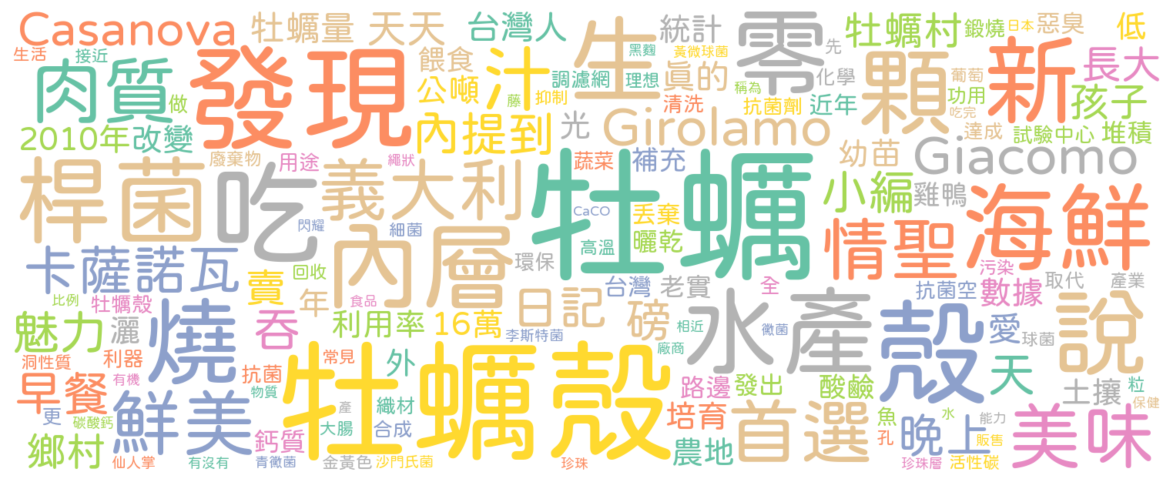 Casanova 牡蠣量 天天 台灣人 統計 零 牡蠣村 鍛燒 日本 惡臭 低
生活 接近 發現 餵食 汁 生 黑麴 黃微球菌 先 顆 新 長大
肉質 做 公噸 調濾網 理想 真的 稱為 化學 葡萄 功用 孩子
2010年 改變 內提到 藤 抑制 光 清洗 抗菌劑 近年 吃完 達成 試驗中心 堆積
廢棄物 用途 繩狀 Girolamo 幼苗 Giacomo
桿菌 吃 義大利 牡蠣 蔬菜 補充 小編 雞鴨 海鮮
閃耀 細菌 CaCO 丟棄 情聖
卡薩諾瓦 內層 高溫 曬乾
賣 回收 環保 台灣 老實 全 抗菌空 汙染 數據 取代 產業
比例 牡蠣殼 年 食品 日記 磅 水產 殼 愛 說
魅力 灑 燒 吞 利用率 16萬 李斯特菌 相近 黴菌 球菌
洞性質 利器 牡蠣殼 常見 外 廠商 天
早餐 有機 抗菌 物質 路邊 發出 酸鹼 土壤 粒
更 碳酸鈣 鮮美 產 織材 培育 首選 魚 水 能力 保健
鄉村 鈣質 大腸 合成 農地 孔 晚上 販售 美味
仙人掌 有沒有 青黴菌 金黃色 沙門氏菌 珍珠 珍珠層 活性碳